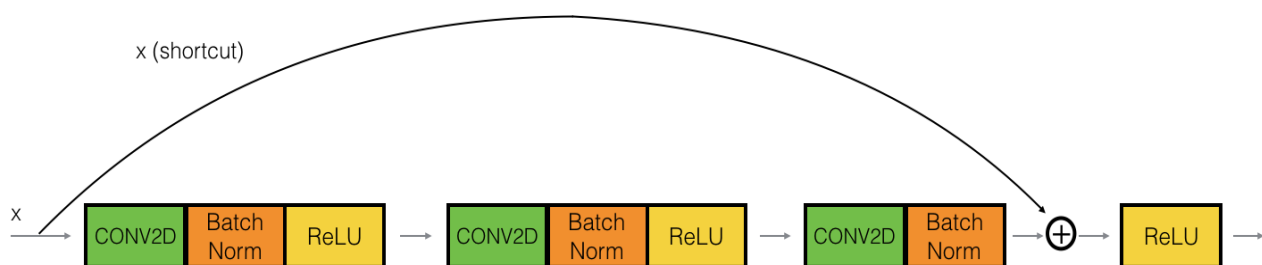 x (shortcut)
x
CONV2D
Batch
Norm
ReLU
CONV2D
Batch
Norm
ReLU
CONV2D
Batch
Norm
ReLU